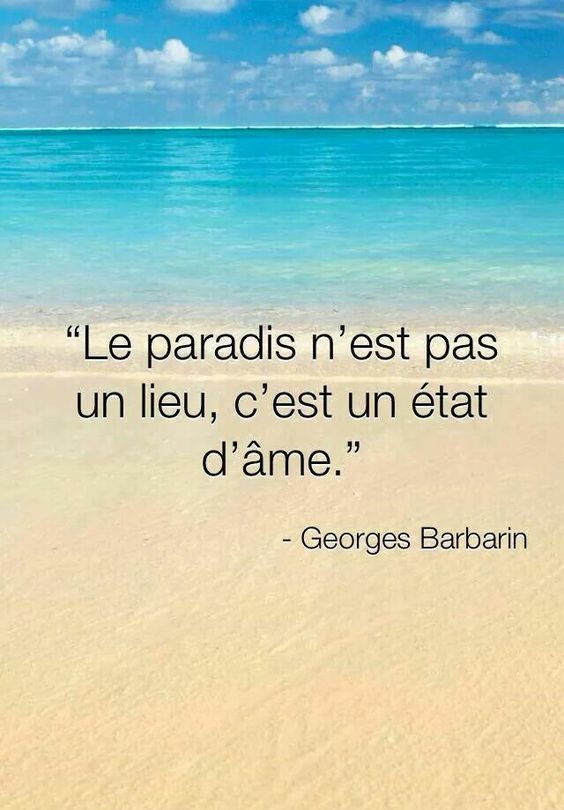 “Le paradis n’est pas
un lieu, c’est un état
d’âme.”
- Georges Barbarin